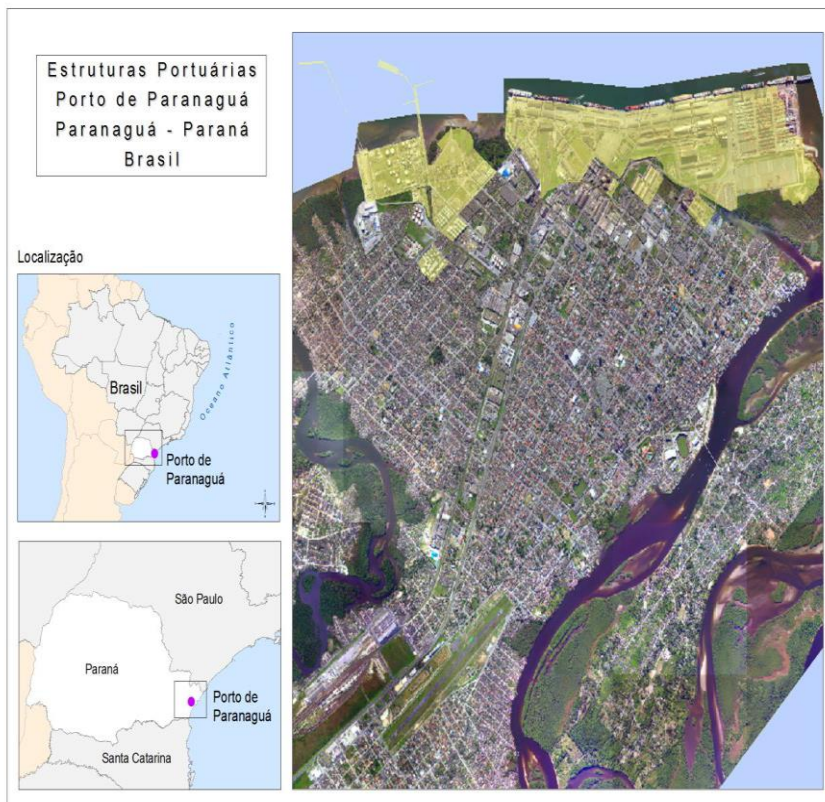 Estruturas Portuárias
Porto de Paranaguá
Paranaguá - Paraná
Brasil
Localização
Oceano Atlântico
Brasil
Porto de
Paranaguá
São Paulo
Paraná
Porto de
Paranaguá
Santa Catarina